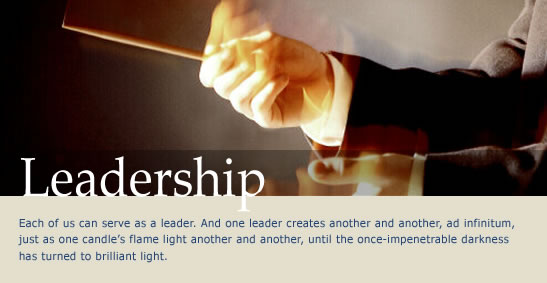 Leadership
Each of us can serve as a leader. And one leader creates another and another, ad infinitum,
just as one candle’s flame light another and another, until the once-impenetrable darkness
has turned to brilliant light.